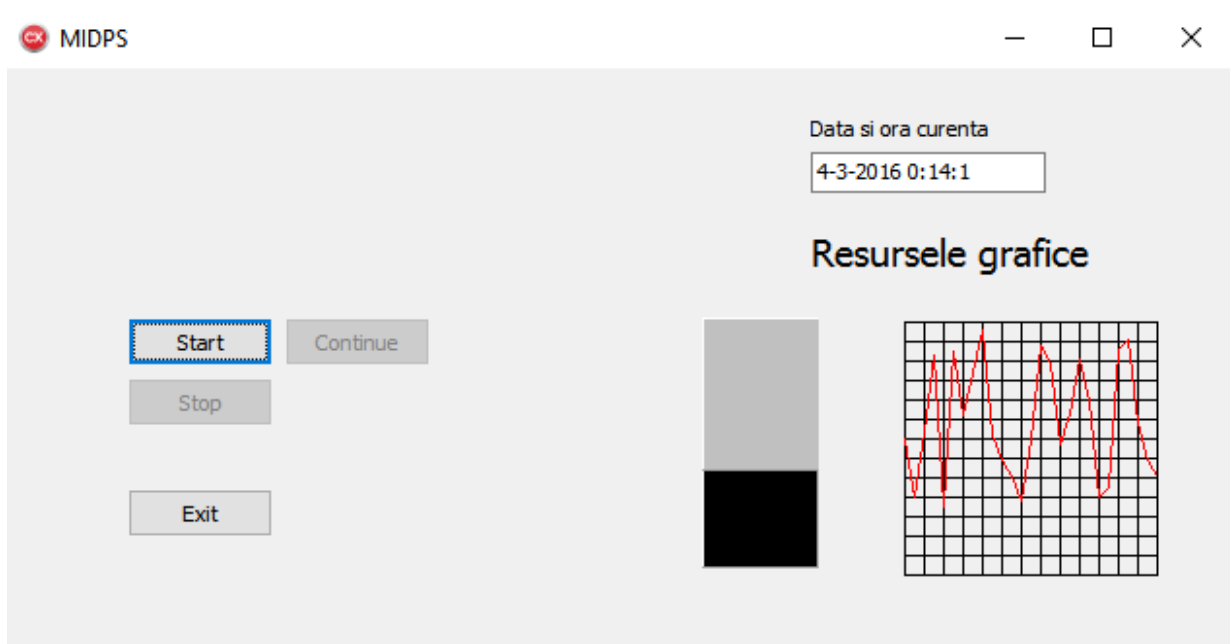 MIDPS
Data si ora curenta
4-3-2016 0:14:1
Resursele grafice
Start
Continue
Stop
Exit